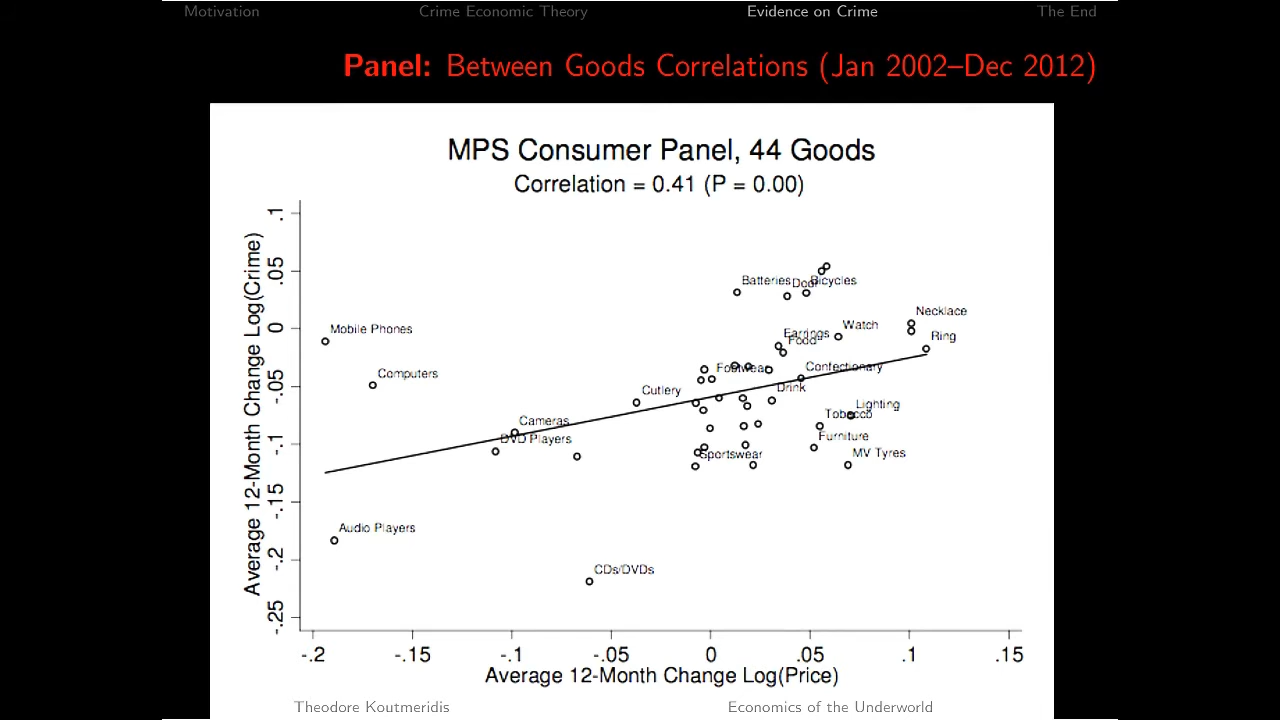 Motivation Crime Economic Theory Evidence on Crime The End
Panel: Between Goods Correlations (Jan 2002–Dec 2012)
MPS Consumer Panel, 44 Goods
Correlation = 0.41 (P = 0.00)
Average 12-Month Change Log(Crime)
.1
.05
0
-.05
-.1
-.15
-.2
-.25
Batteries Door Bicycles
Necklace
Mobile Phones
Watch
Earrings
Ring
Food
Computers
Footwear
Confectionary
Cutlery
Drink
Lighting
Cameras
Tobacco
DVD Players
Furniture
Sportswear
MV Tyres
Audio Players
CDs/DVDs
-.2 -.15 -.1 -.05 0 .05 .1 .15
Average 12-Month Change Log(Price)
Theodore Koutmeridis Economics of the Underworld